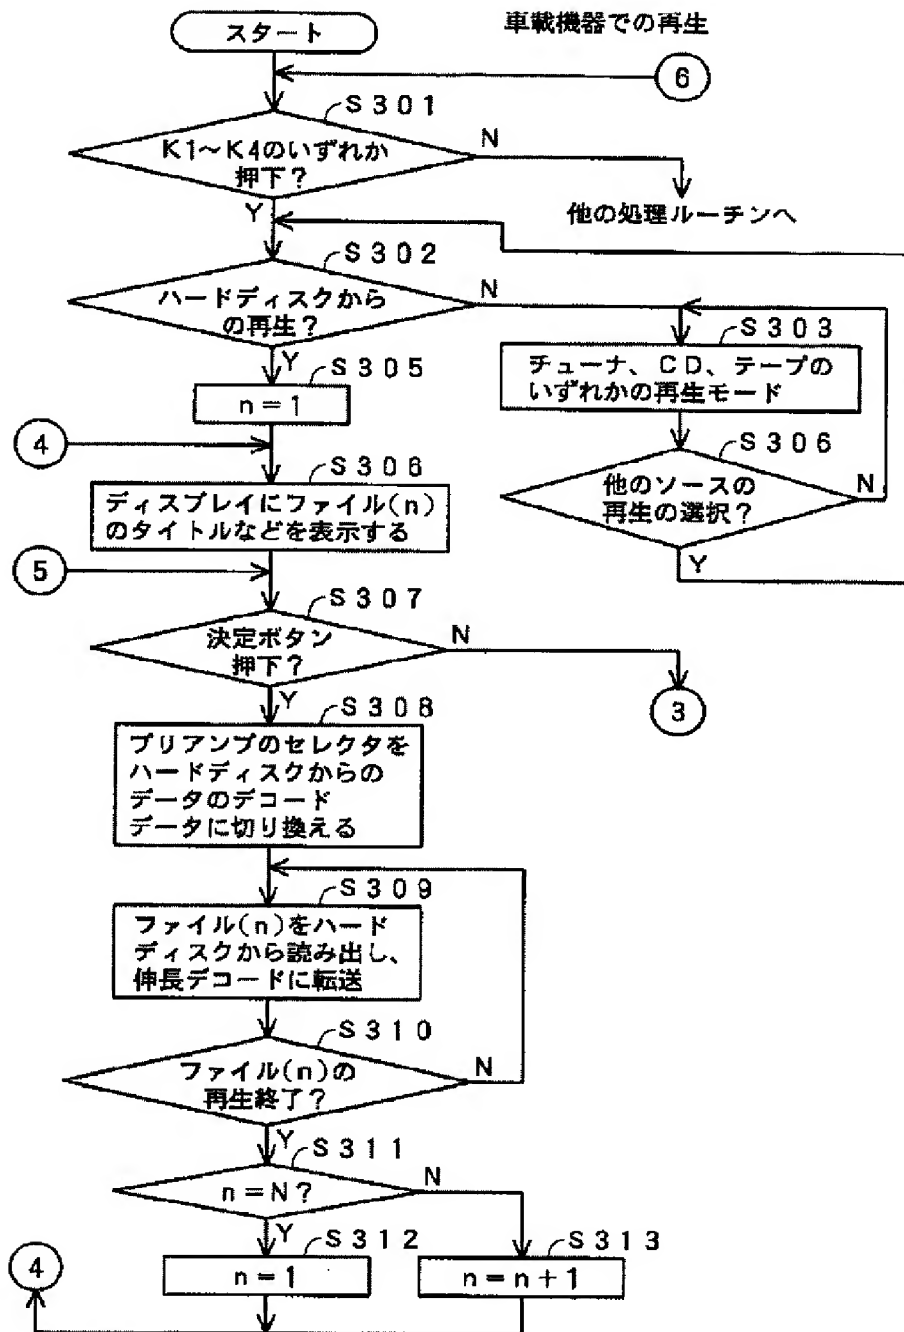 車載機器での再生
スタート
6
S301
K1~K4のいずれか
押下?
N
Y
他の処理ルーチンへ
S302
ハードディスクから
の再生?
N
Y
S303
チューナ、CD、テープの
いずれかの再生モード
S305
n=1
S306
他のソースの
再生の選択?
N
Y
4
S306
ディスプレイにファイル(n)
のタイトルなどを表示する
5
S307
決定ボタン
押下?
N
Y
3
S308
プリアンプのセレクタを
ハードディスクからの
データのデコード
データに切り換える
S309
ファイル(n)をハード
ディスクから読み出し、
伸長デコードに転送
S310
ファイル(n)の
再生終了?
N
Y
S311
n=N?
N
Y
S312
n=1
S313
n=n+1
4